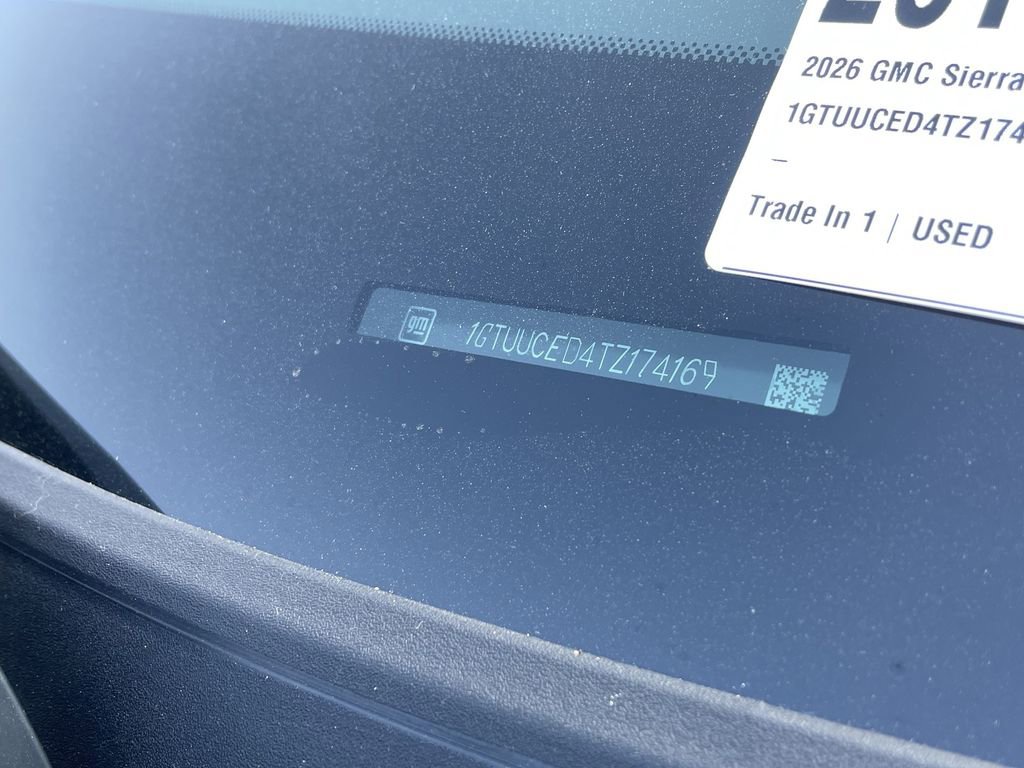 2026 GMC Sierra
1GTUUCED4TZ174
–
Trade In 1 | USED
gm 1GTUUCED4TZ174169